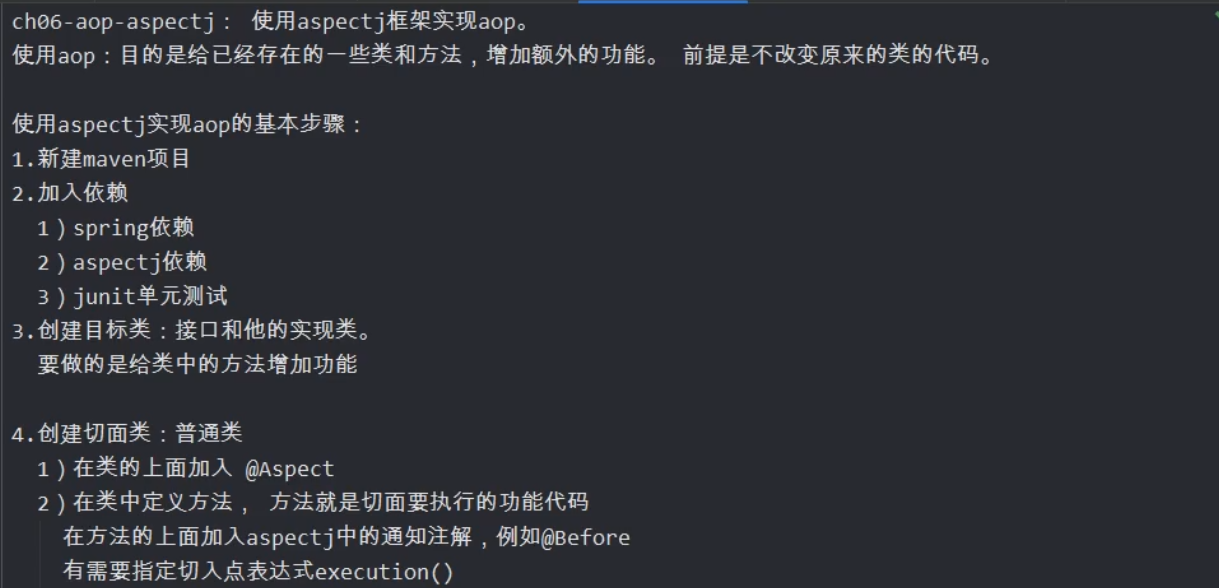 ch06-aop-aspectj： 使用aspectj框架实现aop。
使用aop：目的是给已经存在的一些类和方法，增加额外的功能。 前提是不改变原来的类的代码。
使用aspectj实现aop的基本步骤：
1.新建maven项目
2.加入依赖
1）spring依赖
2）aspectj依赖
3）junit单元测试
3.创建目标类：接口和他的实现类。
要做的是给类中的方法增加功能
4.创建切面类：普通类
1）在类的上面加入 @Aspect
2）在类中定义方法， 方法就是切面要执行的功能代码
在方法的上面加入aspectj中的通知注解，例如@Before
有需要指定切入点表达式execution()